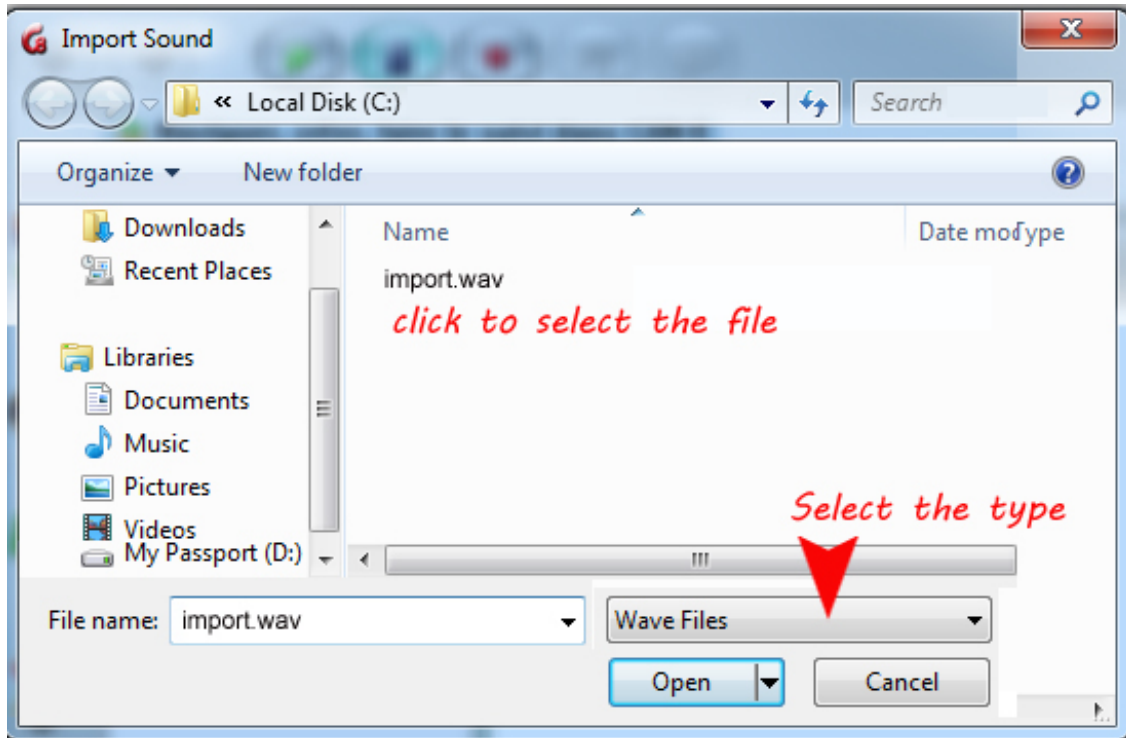 Import Sound
« Local Disk (C:)
Search
Organize
New folder
Downloads
Recent Places
Libraries
Documents
Music
Pictures
Videos
My Passport (D:)
Name
Date mod
ype
import.wav
click to select the file
Select the type
File name:
import.wav
Wave Files
Open
Cancel